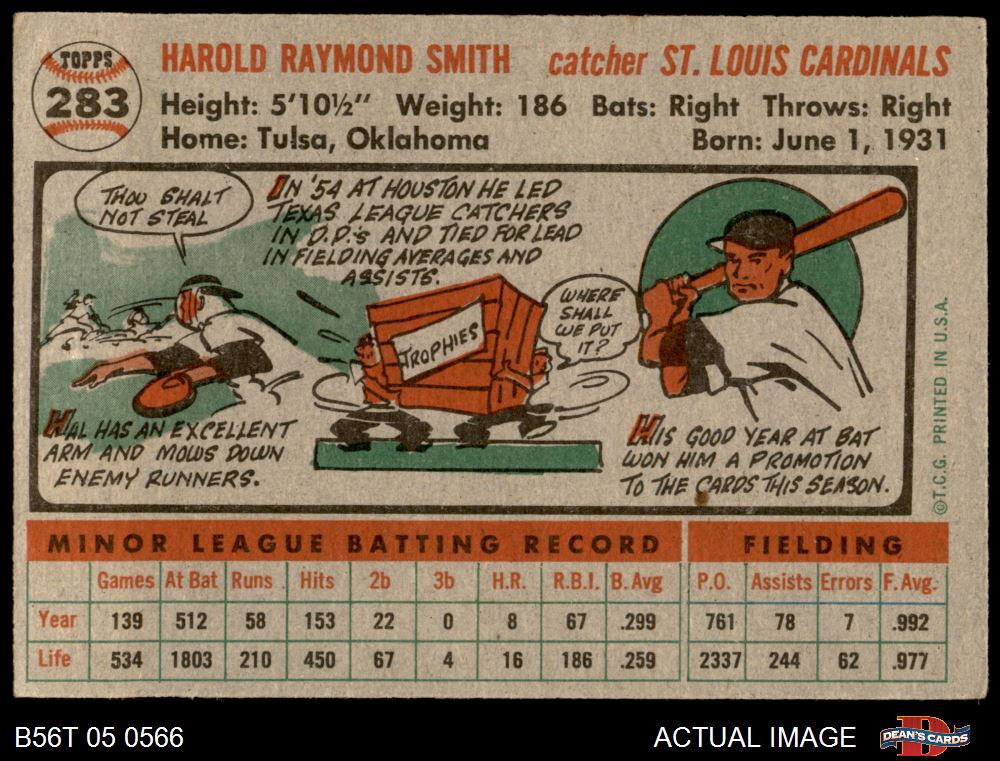 TOPPS
283
HAROLD RAYMOND SMITH catcher ST. LOUIS CARDINALS
Height: 5'10½" Weight: 186 Bats: Right Throws: Right
Home: Tulsa, Oklahoma Born: June 1, 1931
THOU SHALT
NOT STEAL
IN '54 AT HOUSTON HE LED
TEXAS LEAGUE CATCHERS
IN D.P.'s AND TIED FOR LEAD
IN FIELDING AVERAGES AND
ASSISTS.
TROPHIES
WHERE
SHALL
WE PUT
IT?
HAL HAS AN EXCELLENT
ARM AND MOWS DOWN
ENEMY RUNNERS.
HIS GOOD YEAR AT BAT
WON HIM A PROMOTION
TO THE CARDS THIS SEASON.
©T.C.G. PRINTED IN U.S.A.
MINOR LEAGUE BATTING RECORD FIELDING
Games At Bat Runs Hits 2b 3b H.R. R.B.I. B. Avg P.O. Assists Errors F. Avg.
Year 139 512 58 153 22 0 8 67 .299 761 78 7 .992
Life 534 1803 210 450 67 4 16 186 .259 2337 244 62 .977
B56T 05 0566 ACTUAL IMAGE DEAN'S CARDS